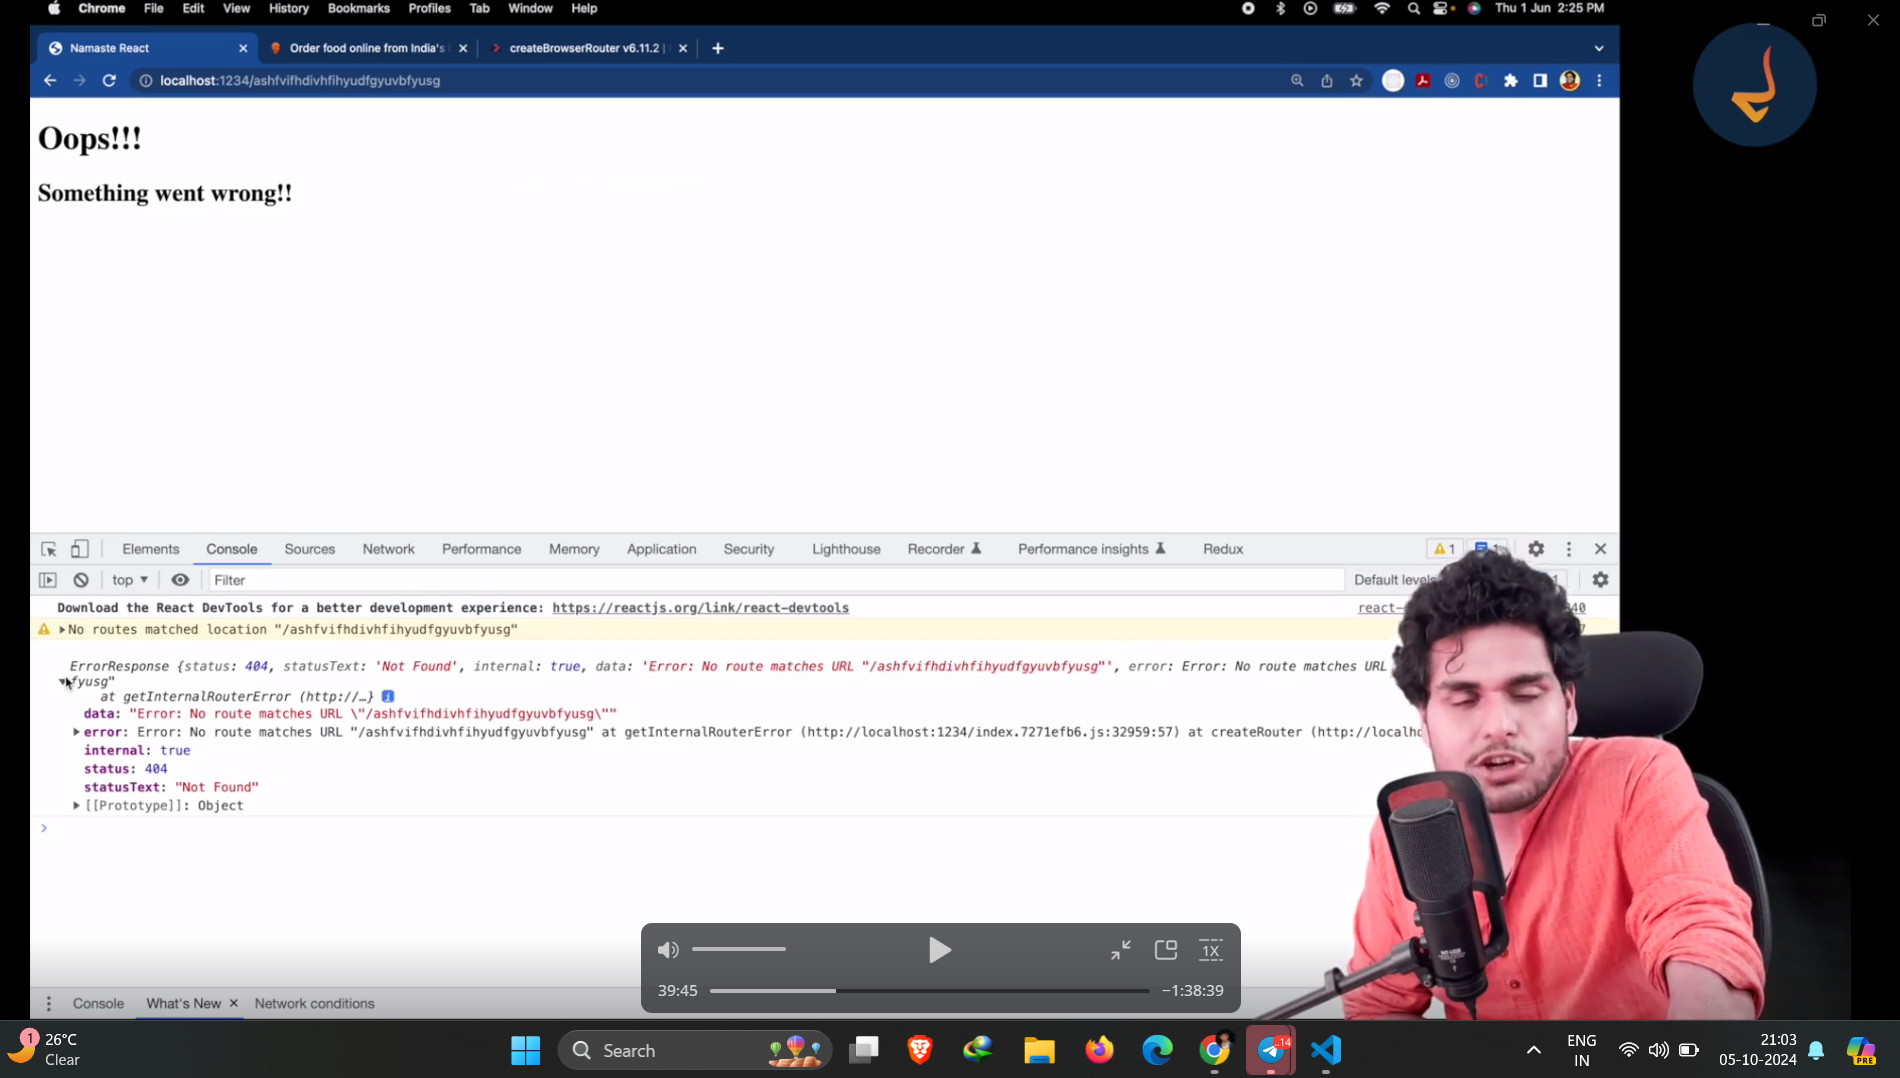 Chrome File Edit View History Bookmarks Profiles Tab Window Help Thu 1 Jun 2:25 PM
Namaste React Order food online from India's createBrowserRouter v6.11.2 |
localhost:1234/ashfvifhdivhfihyudfgyuvbfyusg
Oops!!!
Something went wrong!!
Elements Console Sources Network Performance Memory Application Security Lighthouse Recorder Performance insights Redux 1 1
top Filter Default levels 1
Download the React DevTools for a better development experience: https://reactjs.org/link/react-devtools react- 40
No routes matched location "/ashfvifhdivhfihyudfgyuvbfyusg" 7
ErrorResponse {status: 404, statusText: 'Not Found', internal: true, data: 'Error: No route matches URL "/ashfvifhdivhfihyudfgyuvbfyusg"', error: Error: No route matches URL
fyusg"
at getInternalRouterError (http://…}
data: "Error: No route matches URL \"/ashfvifhdivhfihyudfgyuvbfyusg\""
error: Error: No route matches URL "/ashfvifhdivhfihyudfgyuvbfyusg" at getInternalRouterError (http://localhost:1234/index.7271efb6.js:32959:57) at createRouter (http://localho
internal: true
status: 404
statusText: "Not Found"
[[Prototype]]: Object
1X
39:45 −1:38:39
Console What's New Network conditions
1 26°C
Clear
Search
..14
ENG
IN
21:03
05-10-2024
PRE